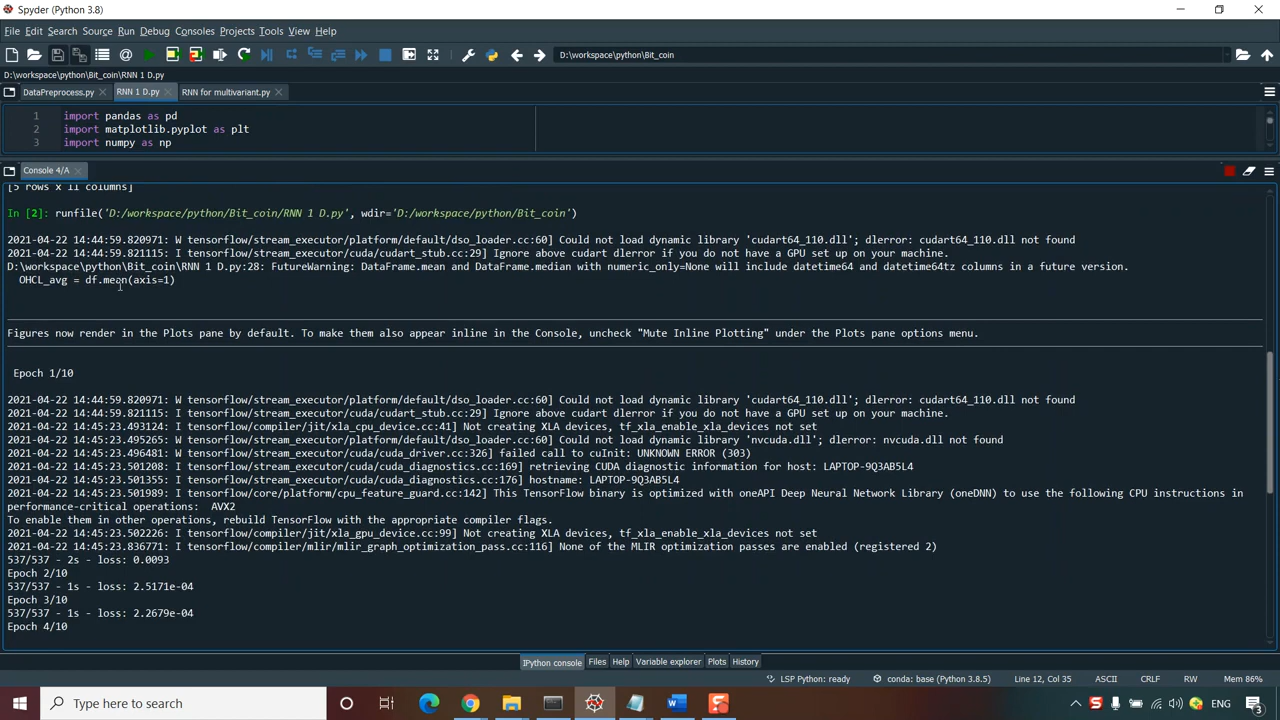 Spyder (Python 3.8)
File Edit Search Source Run Debug Consoles Projects Tools View Help
D:\workspace\python\Bit_coin
D:\workspace\python\Bit_coin\RNN 1 D.py
DataPreprocess.py RNN 1 D.py RNN for multivariant.py
1 import pandas as pd
2 import matplotlib.pyplot as plt
3 import numpy as np
Console 4/A
[5 rows x 11 columns]
In [2]: runfile('D:/workspace/python/Bit_coin/RNN 1 D.py', wdir='D:/workspace/python/Bit_coin')
2021-04-22 14:44:59.820971: W tensorflow/stream_executor/platform/default/dso_loader.cc:60] Could not load dynamic library 'cudart64_110.dll'; dlerror: cudart64_110.dll not found
2021-04-22 14:44:59.821115: I tensorflow/stream_executor/cuda/cudart_stub.cc:29] Ignore above cudart dlerror if you do not have a GPU set up on your machine.
D:\workspace\python\Bit_coin\RNN 1 D.py:28: FutureWarning: DataFrame.mean and DataFrame.median with numeric_only=None will include datetime64 and datetime64tz columns in a future version.
OHCL_avg = df.mean(axis=1)
Figures now render in the Plots pane by default. To make them also appear inline in the Console, uncheck "Mute Inline Plotting" under the Plots pane options menu.
Epoch 1/10
2021-04-22 14:44:59.820971: W tensorflow/stream_executor/platform/default/dso_loader.cc:60] Could not load dynamic library 'cudart64_110.dll'; dlerror: cudart64_110.dll not found
2021-04-22 14:44:59.821115: I tensorflow/stream_executor/cuda/cudart_stub.cc:29] Ignore above cudart dlerror if you do not have a GPU set up on your machine.
2021-04-22 14:45:23.493124: I tensorflow/compiler/jit/xla_cpu_device.cc:41] Not creating XLA devices, tf_xla_enable_xla_devices not set
2021-04-22 14:45:23.495265: W tensorflow/stream_executor/platform/default/dso_loader.cc:60] Could not load dynamic library 'nvcuda.dll'; dlerror: nvcuda.dll not found
2021-04-22 14:45:23.496481: W tensorflow/stream_executor/cuda/cuda_driver.cc:326] failed call to cuInit: UNKNOWN ERROR (303)
2021-04-22 14:45:23.501208: I tensorflow/stream_executor/cuda/cuda_diagnostics.cc:169] retrieving CUDA diagnostic information for host: LAPTOP-9Q3AB5L4
2021-04-22 14:45:23.501355: I tensorflow/stream_executor/cuda/cuda_diagnostics.cc:176] hostname: LAPTOP-9Q3AB5L4
2021-04-22 14:45:23.501989: I tensorflow/core/platform/cpu_feature_guard.cc:142] This TensorFlow binary is optimized with oneAPI Deep Neural Network Library (oneDNN) to use the following CPU instructions in
performance-critical operations: AVX2
To enable them in other operations, rebuild TensorFlow with the appropriate compiler flags.
2021-04-22 14:45:23.502226: I tensorflow/compiler/jit/xla_gpu_device.cc:99] Not creating XLA devices, tf_xla_enable_xla_devices not set
2021-04-22 14:45:23.836771: I tensorflow/compiler/mlir/mlir_graph_optimization_pass.cc:116] None of the MLIR optimization passes are enabled (registered 2)
537/537 - 2s - loss: 0.0093
Epoch 2/10
537/537 - 1s - loss: 2.5171e-04
Epoch 3/10
537/537 - 1s - loss: 2.2679e-04
Epoch 4/10
IPython console Files Help Variable explorer Plots History
LSP Python: ready conda: base (Python 3.8.5) Line 12, Col 35 ASCII CRLF RW Mem 86%
Type here to search ENG 3